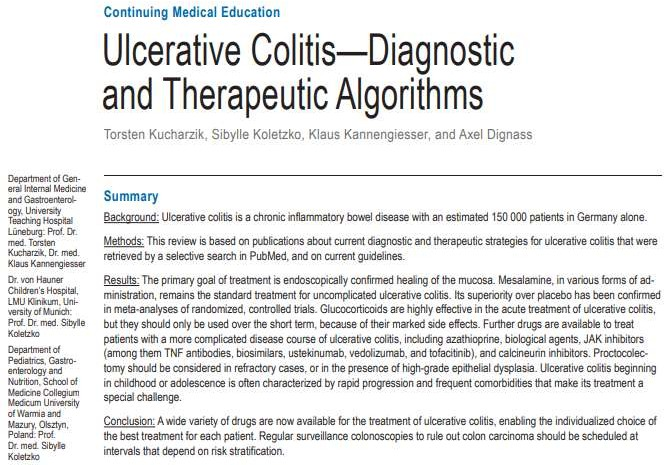 Continuing Medical Education
Ulcerative Colitis—Diagnostic
and Therapeutic Algorithms
Torsten Kucharzik, Sibylle Koletzko, Klaus Kannengiesser, and Axel Dignass
Department of Gen-
eral Internal Medicine
and Gastroenterol-
ogy, University
Teaching Hospital
Lüneburg: Prof. Dr.
med. Torsten
Kucharzik, Dr. med.
Klaus Kannengiesser
Dr. von Hauner
Children's Hospital,
LMU Klinikum, Uni-
versity of Munich:
Prof. Dr. med. Sibylle
Koletzko
Department of
Pediatrics, Gastro-
enterology and
Nutrition, School of
Medicine Collegium
Medicum University
of Warmia and
Mazury, Olsztyn,
Poland: Prof.
Dr. med. Sibylle
Koletzko
Summary
Background: Ulcerative colitis is a chronic inflammatory bowel disease with an estimated 150 000 patients in Germany alone.
Methods: This review is based on publications about current diagnostic and therapeutic strategies for ulcerative colitis that were
retrieved by a selective search in PubMed, and on current guidelines.
Results: The primary goal of treatment is endoscopically confirmed healing of the mucosa. Mesalamine, in various forms of ad-
ministration, remains the standard treatment for uncomplicated ulcerative colitis. Its superiority over placebo has been confirmed
in meta-analyses of randomized, controlled trials. Glucocorticoids are highly effective in the acute treatment of ulcerative colitis,
but they should only be used over the short term, because of their marked side effects. Further drugs are available to treat
patients with a more complicated disease course of ulcerative colitis, including azathioprine, biological agents, JAK inhibitors
(among them TNF antibodies, biosimilars, ustekinumab, vedolizumab, and tofacitinib), and calcineurin inhibitors. Proctocolec-
tomy should be considered in refractory cases, or in the presence of high-grade epithelial dysplasia. Ulcerative colitis beginning
in childhood or adolescence is often characterized by rapid progression and frequent comorbidities that make its treatment a
special challenge.
Conclusion: A wide variety of drugs are now available for the treatment of ulcerative colitis, enabling the individualized choice of
the best treatment for each patient. Regular surveillance colonoscopies to rule out colon carcinoma should be scheduled at
intervals that depend on risk stratification.